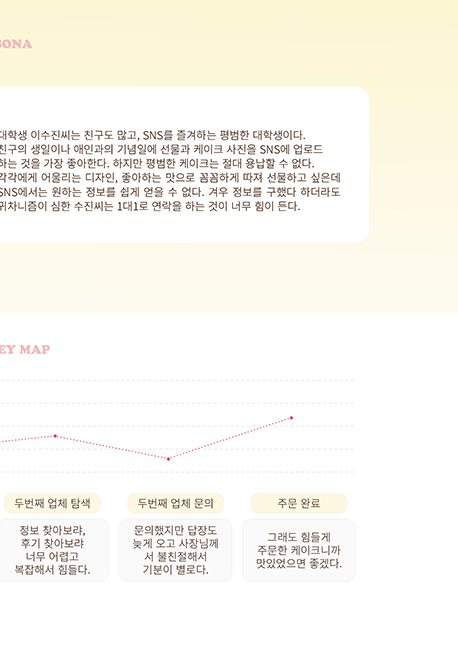 SONA
대학생 이수진씨는 친구도 많고, SNS를 즐겨하는 평범한 대학생이다.
친구의 생일이나 애인과의 기념일에 선물과 케이크 사진을 SNS에 업로드
하는 것을 가장 좋아한다. 하지만 평범한 케이크는 절대 용납할 수 없다.
각각에게 어울리는 디자인, 좋아하는 맛으로 꼼꼼하게 따져 선물하고 싶은데
SNS에서는 원하는 정보를 쉽게 얻을 수 없다. 겨우 정보를 구했다 하더라도
귀차니즘이 심한 수진씨는 1대1로 연락을 하는 것이 너무 힘이 든다.
EY MAP
두번째 업체 탐색
정보 찾아보랴,
후기 찾아보랴
너무 어렵고
복잡해서 힘들다.
두번째 업체 문의
문의했지만 답장도
늦게 오고 사장님께
서 불친절해서
기분이 별로다.
주문 완료
그래도 힘들게
주문한 케이크니까
맛있었으면 좋겠다.